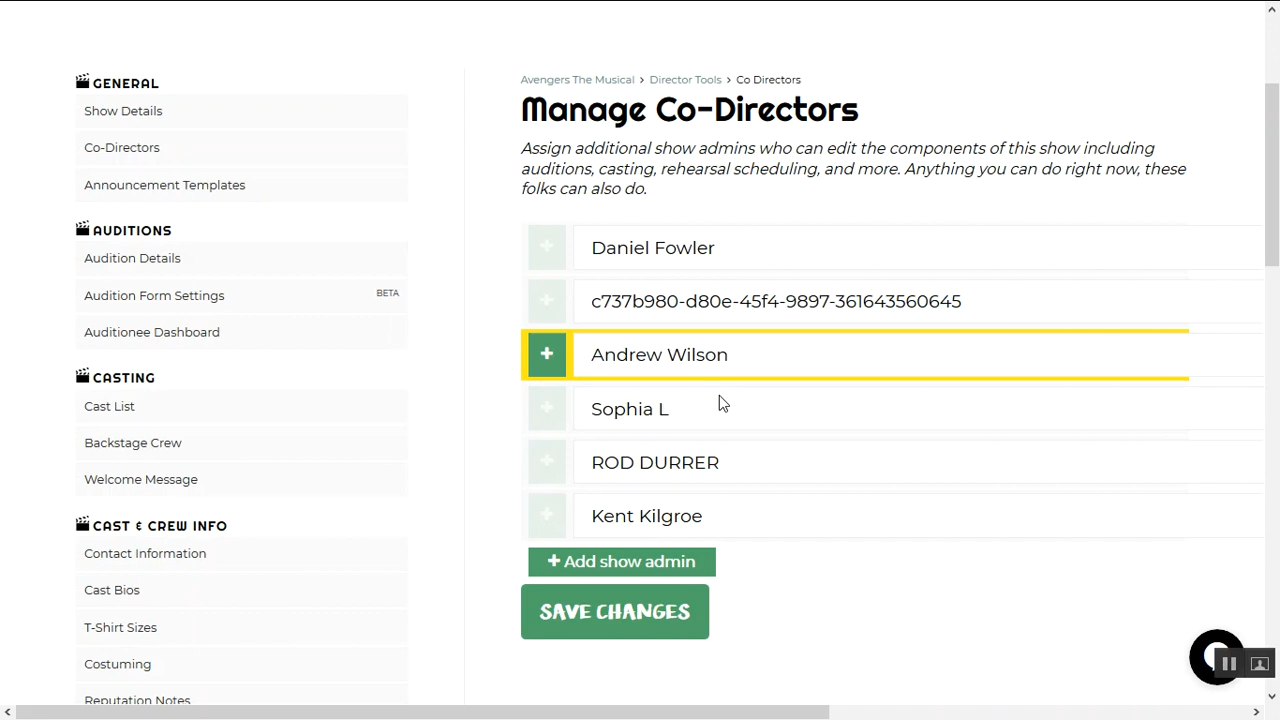 GENERAL
Show Details
Co-Directors
Announcement Templates
AUDITIONS
Audition Details
Audition Form Settings BETA
Auditionee Dashboard
CASTING
Cast List
Backstage Crew
Welcome Message
CAST & CREW INFO
Contact Information
Cast Bios
T-Shirt Sizes
Costuming
Reputation Notes
Avengers The Musical › Director Tools › Co Directors
Manage Co-Directors
Assign additional show admins who can edit the components of this show including
auditions, casting, rehearsal scheduling, and more. Anything you can do right now, these
folks can also do.
Daniel Fowler
c737b980-d80e-45f4-9897-361643560645
Andrew Wilson
Sophia L
ROD DURRER
Kent Kilgroe
+ Add show admin
SAVE CHANGES